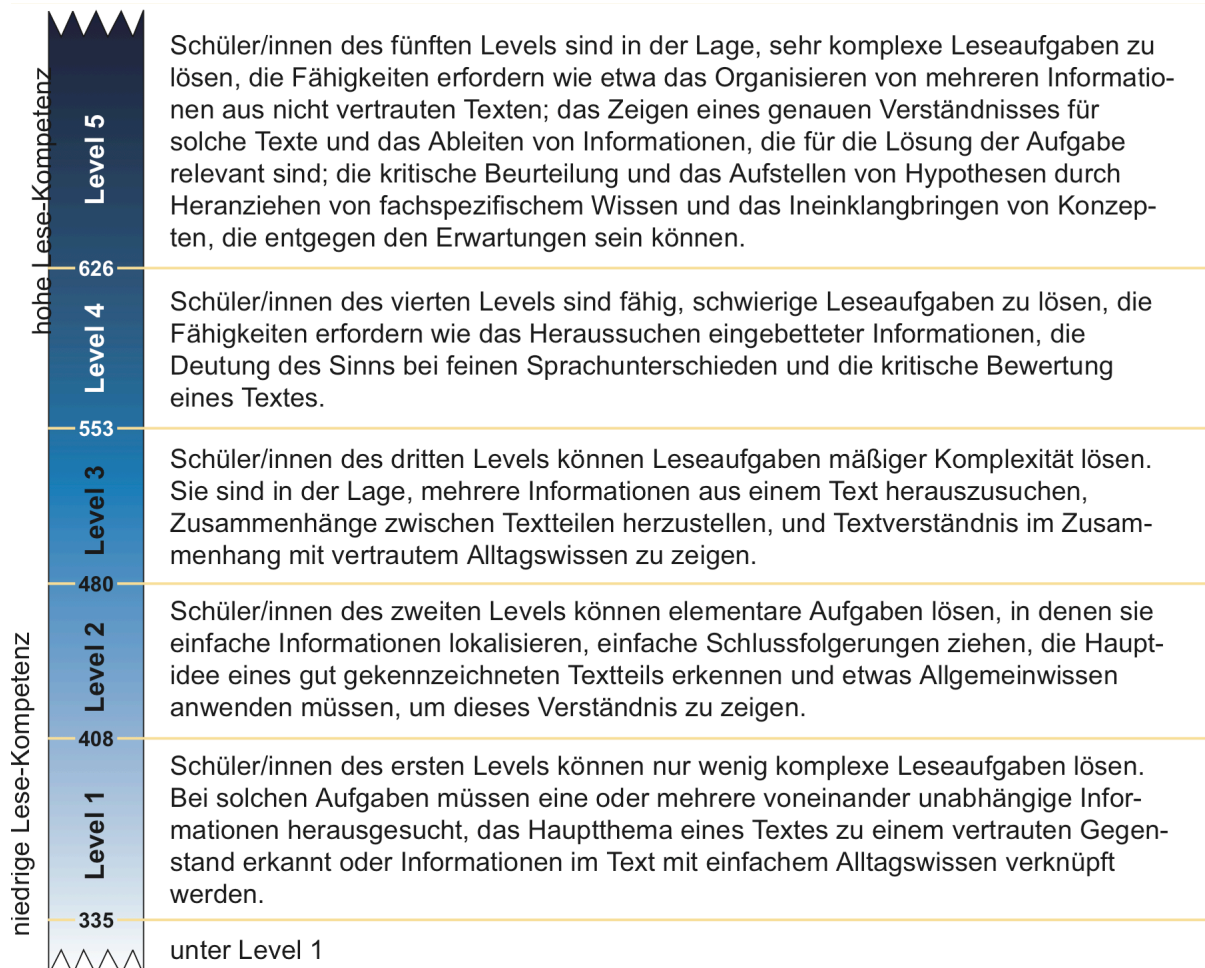 hohe Lese-Kompetenz
Level 5
Schüler/innen des fünften Levels sind in der Lage, sehr komplexe Leseaufgaben zu
lösen, die Fähigkeiten erfordern wie etwa das Organisieren von mehreren Informatio-
nen aus nicht vertrauten Texten; das Zeigen eines genauen Verständnisses für
solche Texte und das Ableiten von Informationen, die für die Lösung der Aufgabe
relevant sind; die kritische Beurteilung und das Aufstellen von Hypothesen durch
Heranziehen von fachspezifischem Wissen und das Ineinklangbringen von Konzep-
ten, die entgegen den Erwartungen sein können.
626
Level 4
Schüler/innen des vierten Levels sind fähig, schwierige Leseaufgaben zu lösen, die
Fähigkeiten erfordern wie das Heraussuchen eingebetteter Informationen, die
Deutung des Sinns bei feinen Sprachunterschieden und die kritische Bewertung
eines Textes.
553
Level 3
Schüler/innen des dritten Levels können Leseaufgaben mäßiger Komplexität lösen.
Sie sind in der Lage, mehrere Informationen aus einem Text herauszusuchen,
Zusammenhänge zwischen Textteilen herzustellen, und Textverständnis im Zusam-
menhang mit vertrautem Alltagswissen zu zeigen.
480
niedrige Lese-Kompetenz
Level 2
Schüler/innen des zweiten Levels können elementare Aufgaben lösen, in denen sie
einfache Informationen lokalisieren, einfache Schlussfolgerungen ziehen, die Haupt-
idee eines gut gekennzeichneten Textteils erkennen und etwas Allgemeinwissen
anwenden müssen, um dieses Verständnis zu zeigen.
408
Level 1
Schüler/innen des ersten Levels können nur wenig komplexe Leseaufgaben lösen.
Bei solchen Aufgaben müssen eine oder mehrere voneinander unabhängige Infor-
mationen herausgesucht, das Hauptthema eines Textes zu einem vertrauten Gegen-
stand erkannt oder Informationen im Text mit einfachem Alltagswissen verknüpft
werden.
335
unter Level 1